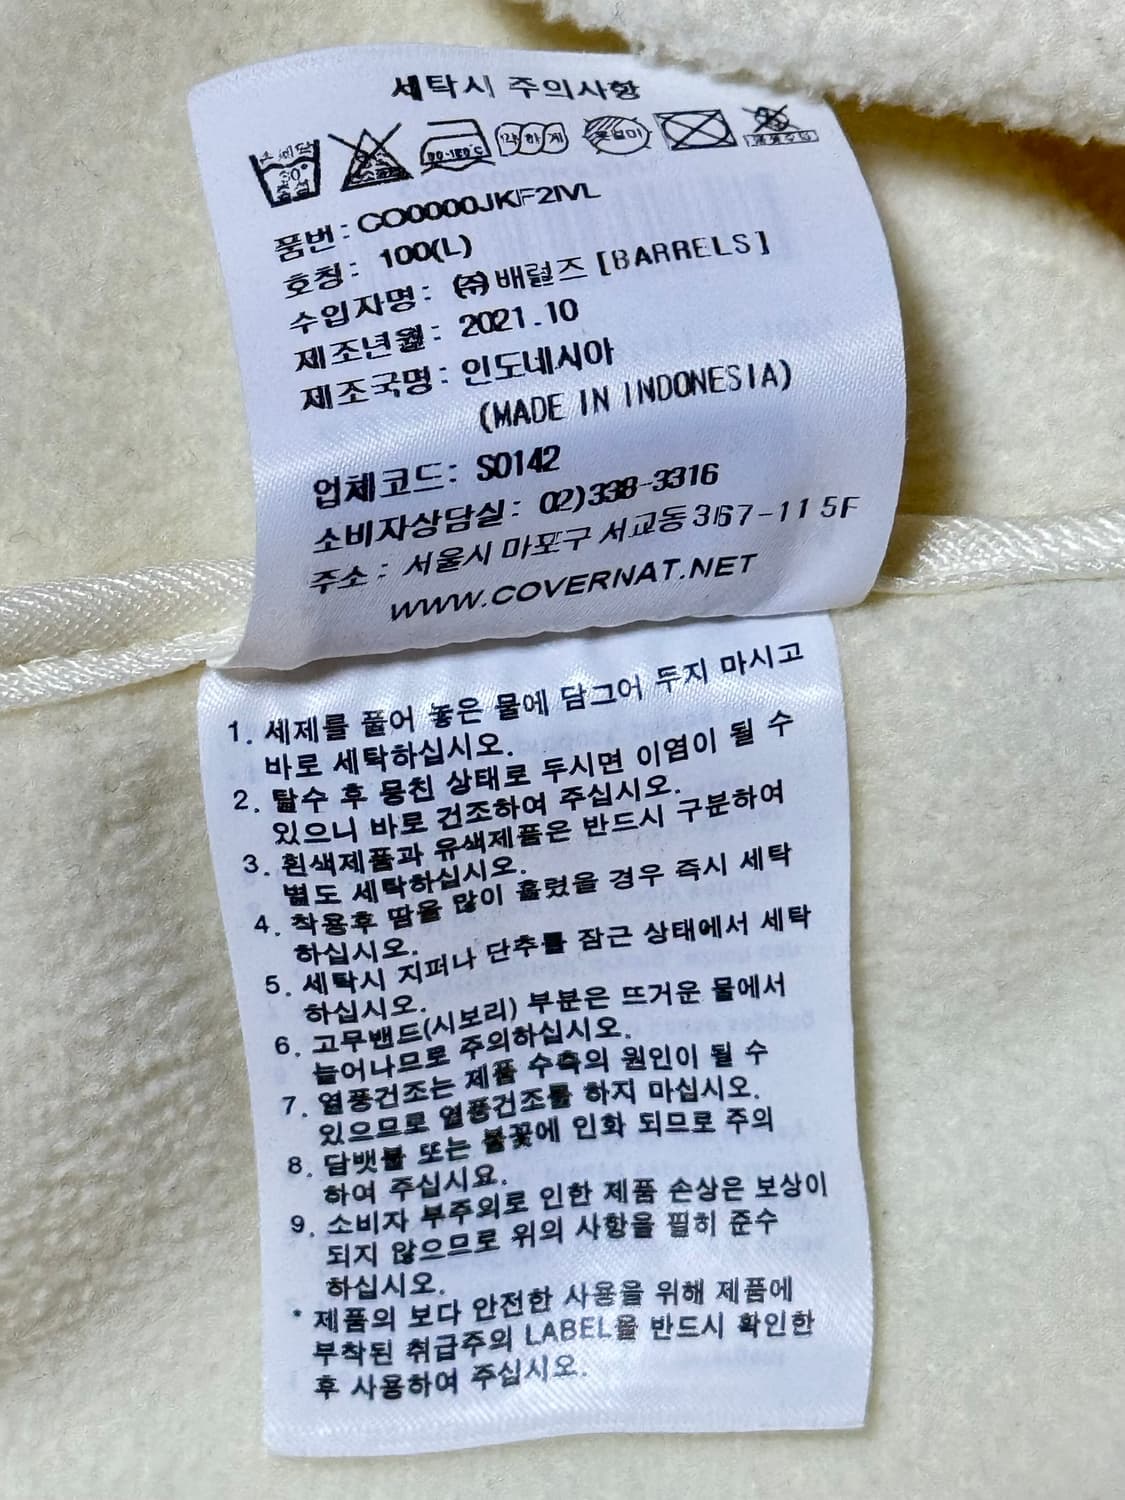 세탁시 주의사항
약하게
품번: CO0000JKF2IVL
호칭: 100(L)
수입자명: (주)배럴즈 [BARRELS]
제조년월: 2021.10
제조국명: 인도네시아
(MADE IN INDONESIA)
업체코드: S0142
소비자상담실: 02)338-3316
주소: 서울시 마포구 서교동 367-11 5F
WWW.COVERNAT.NET
1. 세제를 풀어 놓은 물에 담그어 두지 마시고
바로 세탁하십시오.
2. 탈수 후 뭉친 상태로 두시면 이염이 될 수
있으니 바로 건조하여 주십시오.
3. 흰색제품과 유색제품은 반드시 구분하여
별도 세탁하십시오.
4. 착용후 땀을 많이 흘렸을 경우 즉시 세탁
하십시오.
5. 세탁시 지퍼나 단추를 잠근 상태에서 세탁
하십시오.
6. 고무밴드(시보리) 부분은 뜨거운 물에서
늘어나므로 주의하십시오.
7. 열풍건조는 제품 수축의 원인이 될 수
있으므로 열풍건조를 하지 마십시오.
8. 담뱃불 또는 불꽃에 인화 되므로 주의
하여 주십시요.
9. 소비자 부주의로 인한 제품 손상은 보상이
되지 않으므로 위의 사항을 필히 준수
하십시오.
* 제품의 보다 안전한 사용을 위해 제품에
부착된 취급주의 LABEL을 반드시 확인한
후 사용하여 주십시오.